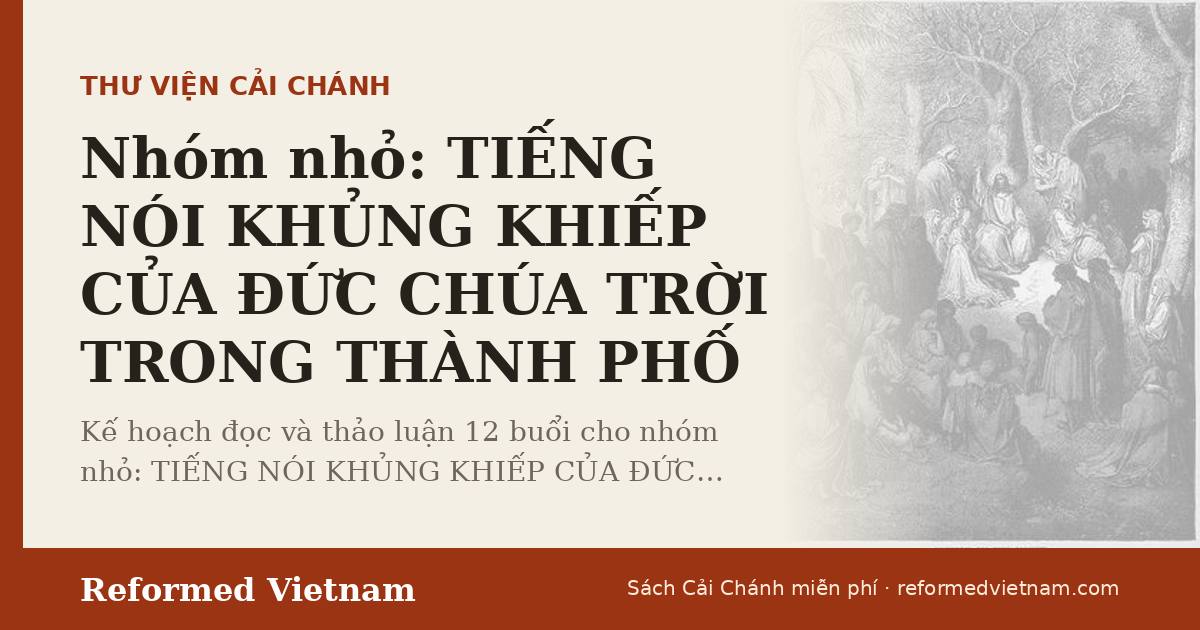 THƯ VIỆN CẢI CHÁNH
Nhóm nhỏ: TIẾNG
NÓI KHỦNG KHIẾP
CỦA ĐỨC CHÚA TRỜI
TRONG THÀNH PHỐ
Kế hoạch đọc và thảo luận 12 buổi cho nhóm
nhỏ: TIẾNG NÓI KHỦNG KHIẾP CỦA ĐỨC...
Reformed Vietnam
Sách Cải Chánh miễn phí · reformedvietnam.com